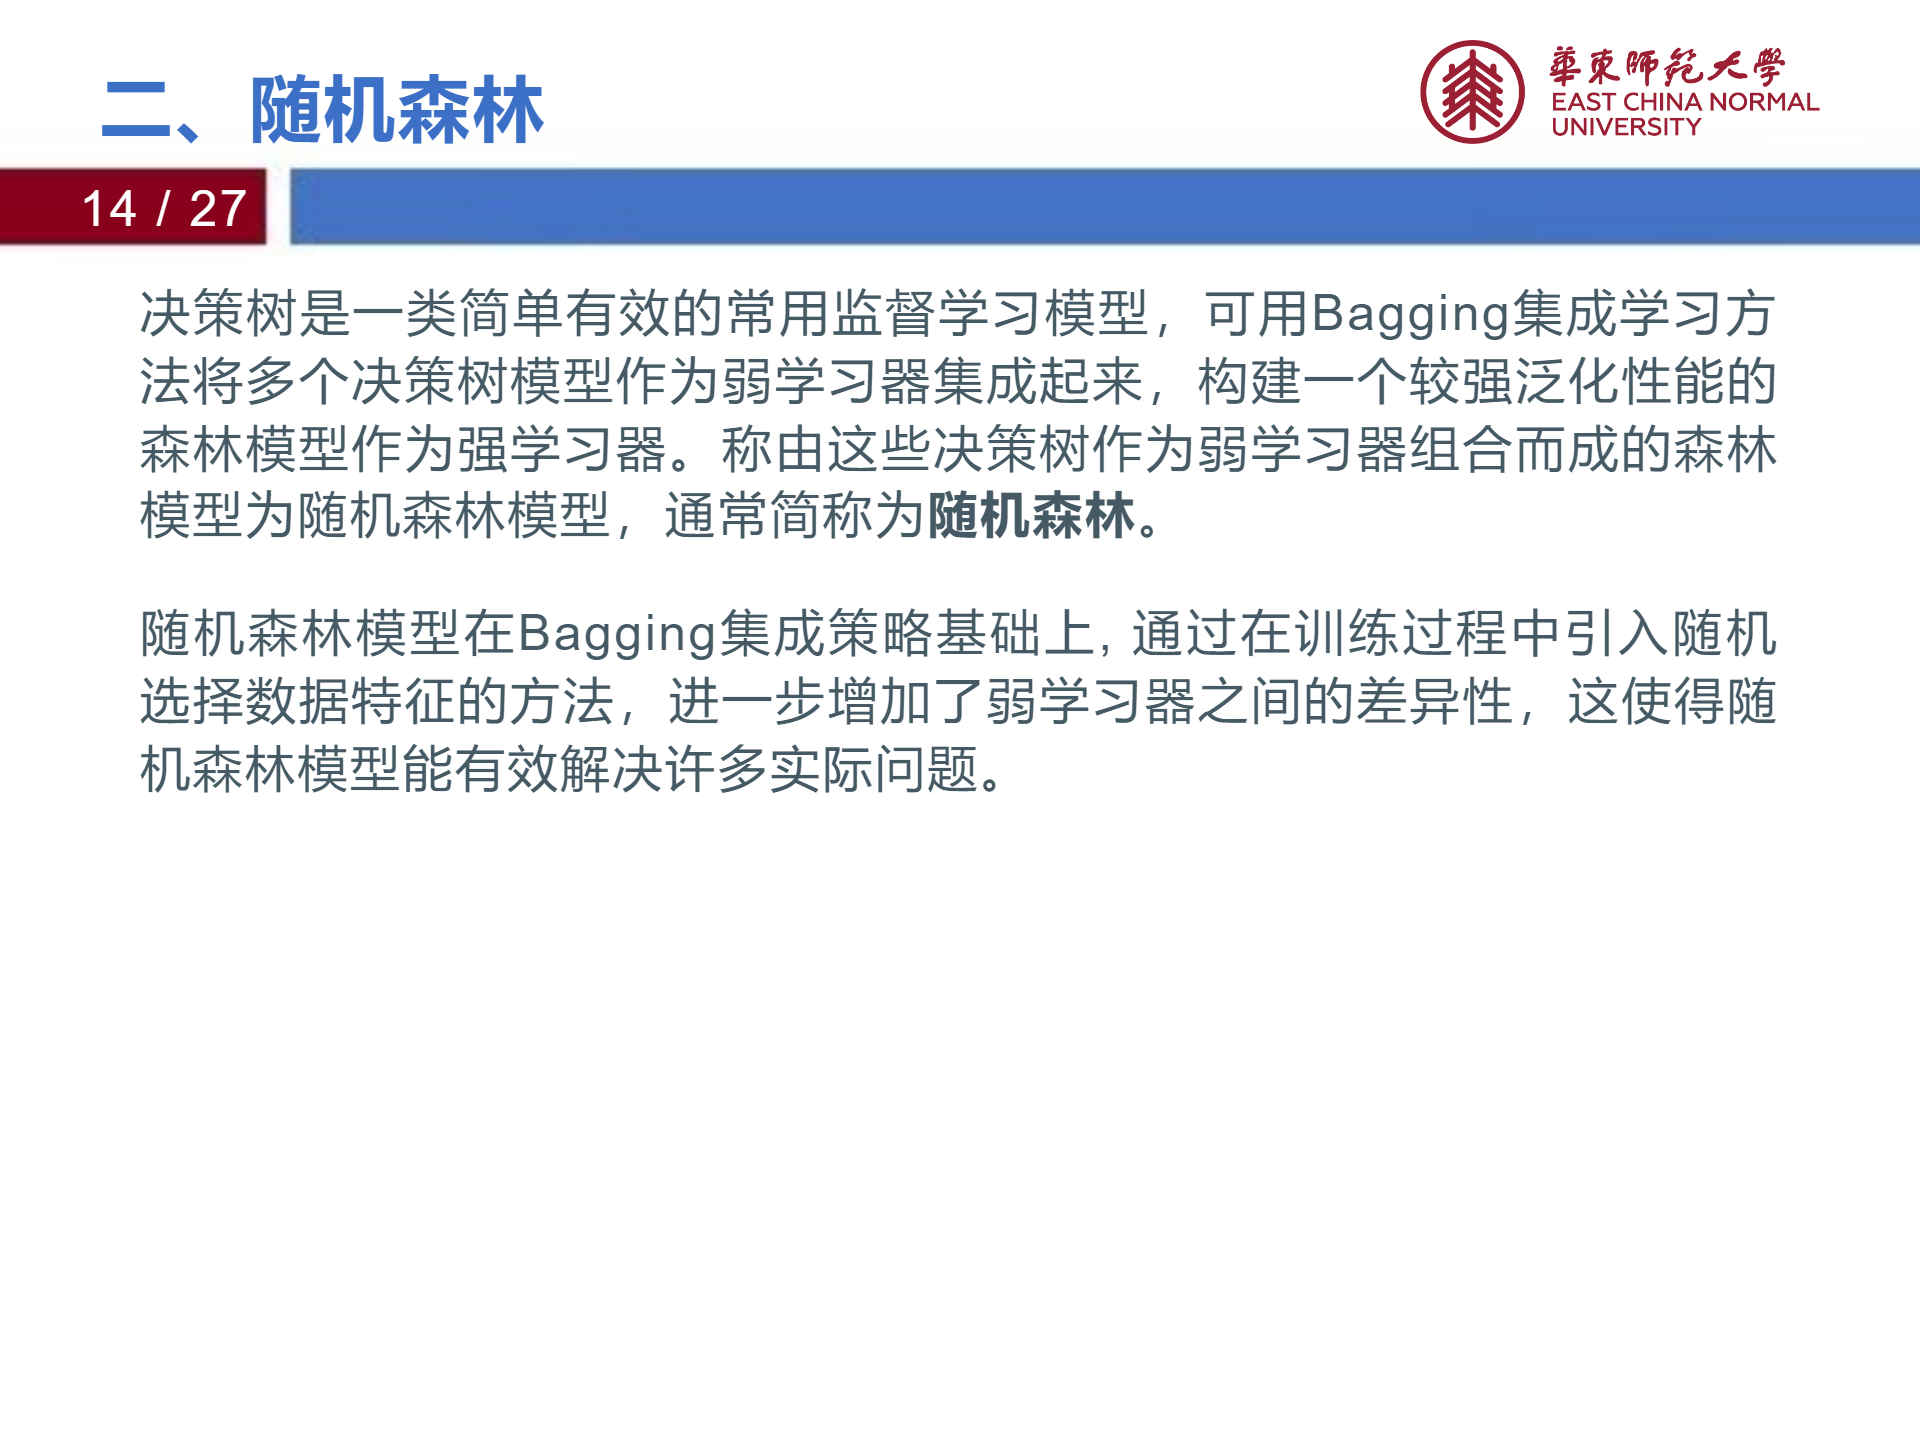 二、随机森林
華東師範大學
EAST CHINA NORMAL
UNIVERSITY
14 / 27
决策树是一类简单有效的常用监督学习模型，可用Bagging集成学习方
法将多个决策树模型作为弱学习器集成起来，构建一个较强泛化性能的
森林模型作为强学习器。称由这些决策树作为弱学习器组合而成的森林
模型为随机森林模型，通常简称为随机森林。
随机森林模型在Bagging集成策略基础上, 通过在训练过程中引入随机
选择数据特征的方法，进一步增加了弱学习器之间的差异性，这使得随
机森林模型能有效解决许多实际问题。